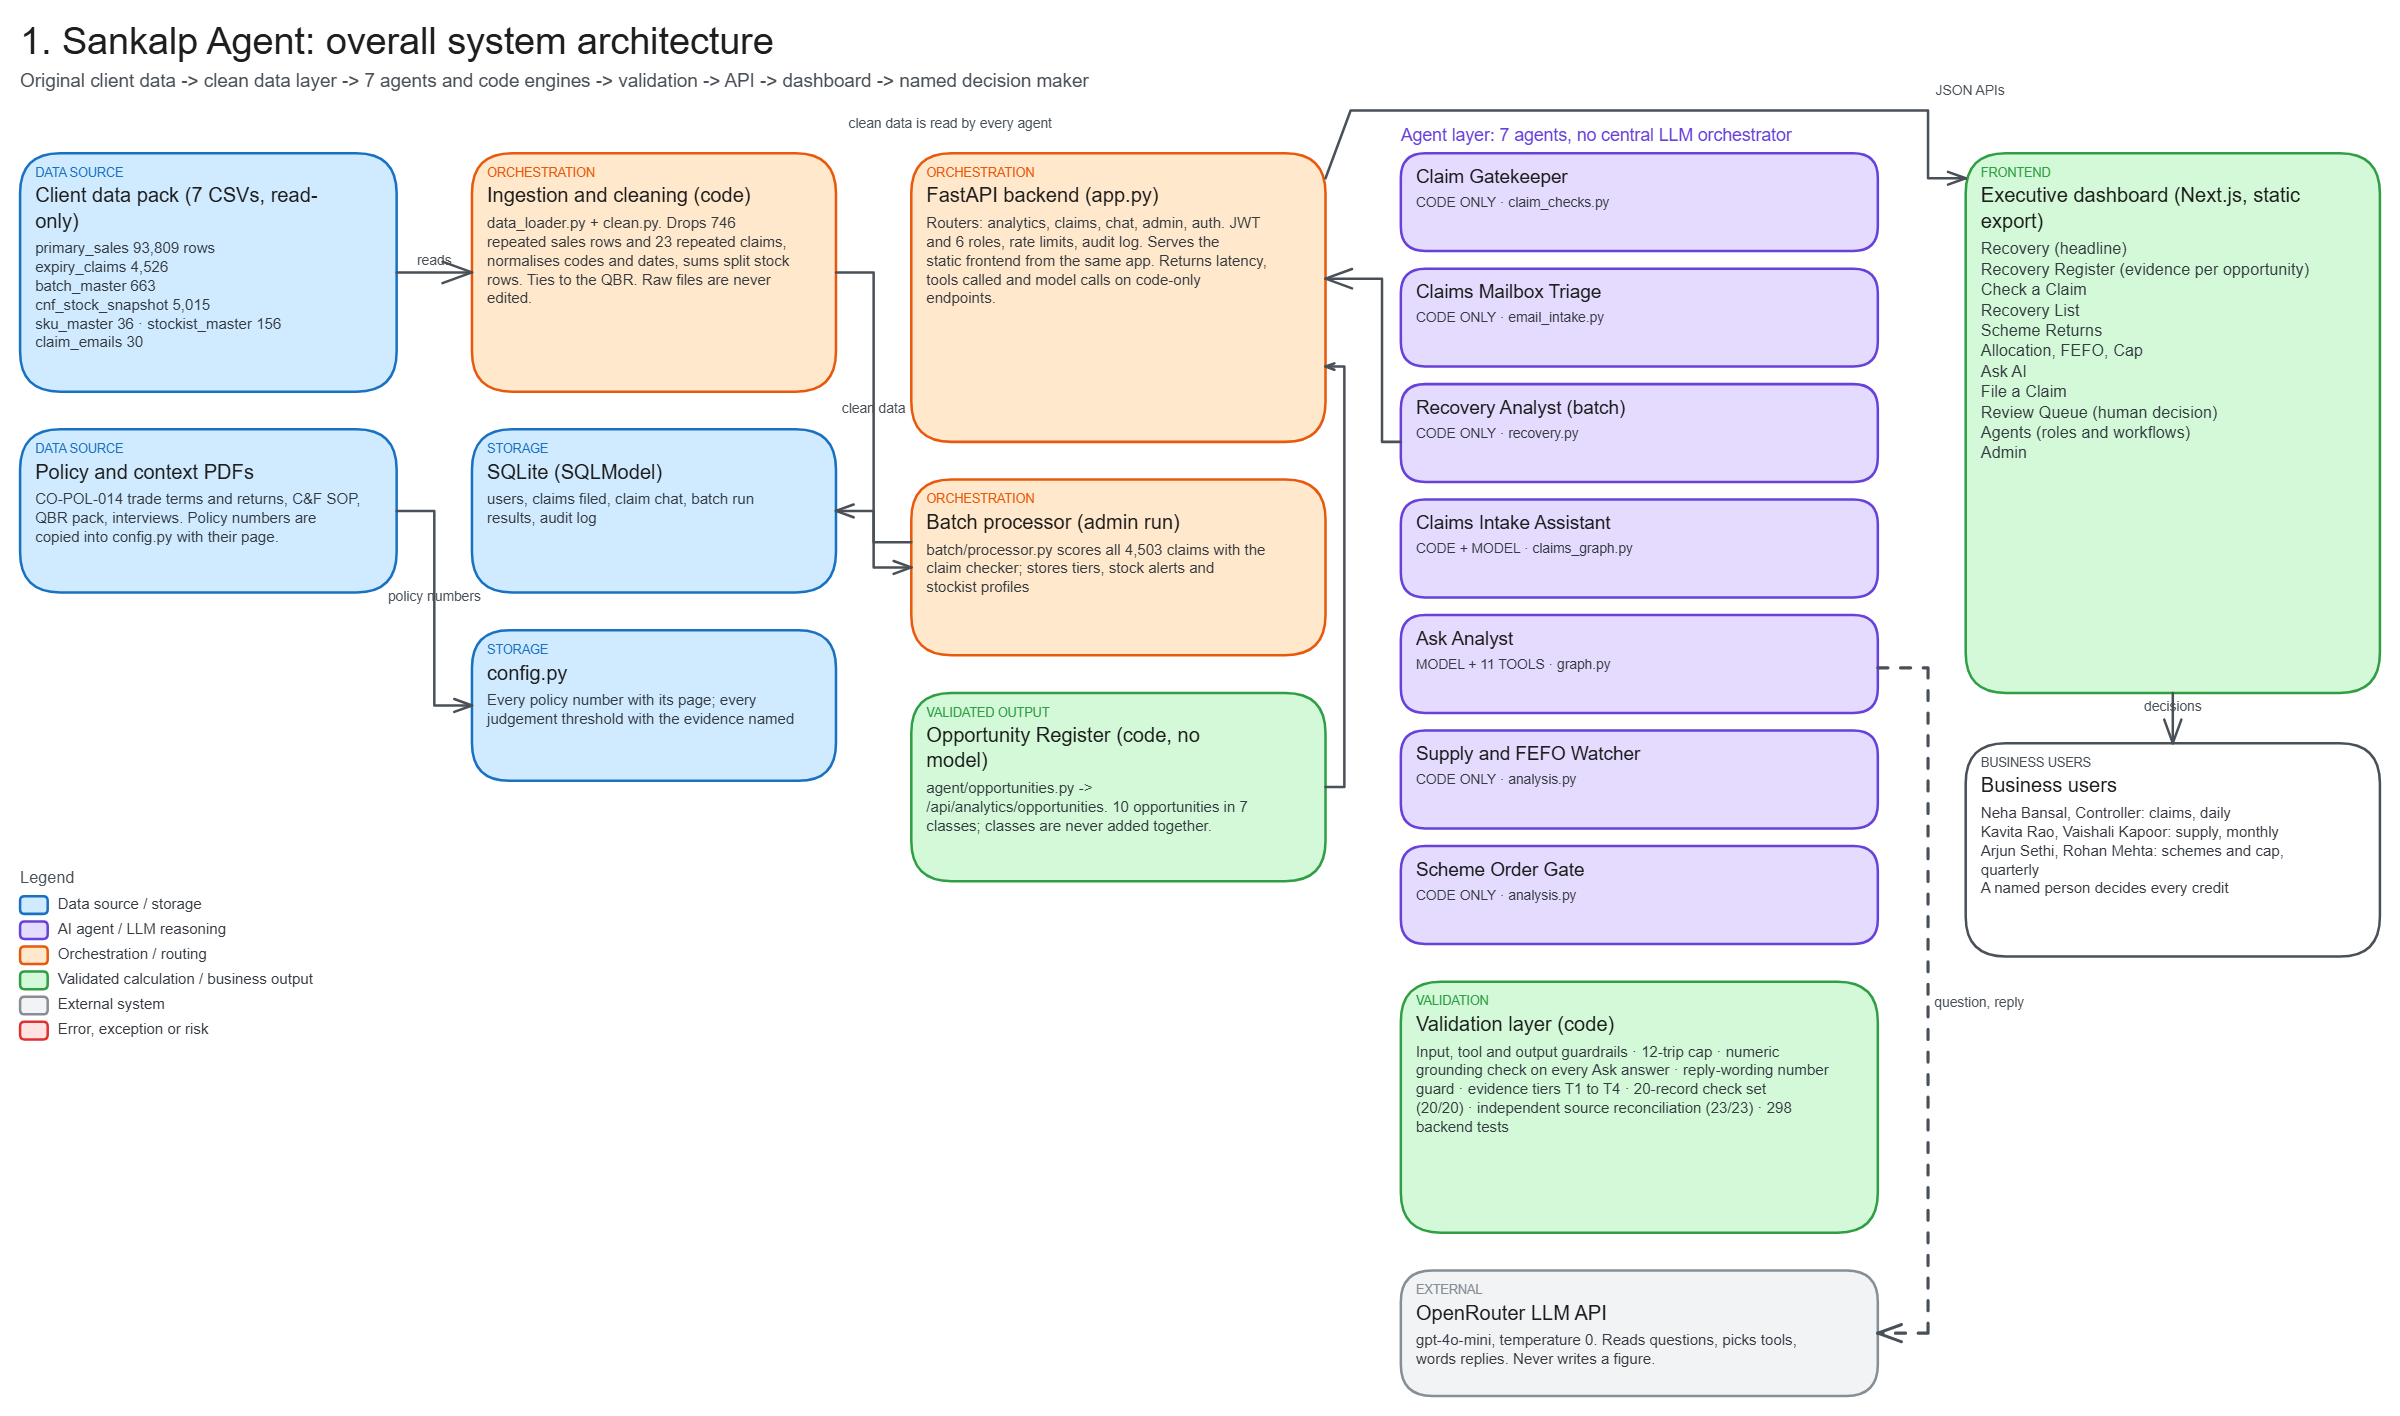 1. Sankalp Agent: overall system architecture
Original client data -> clean data layer -> 7 agents and code engines -> validation -> API -> dashboard -> named decision maker
JSON APIs
clean data is read by every agent
DATA SOURCE
Client data pack (7 CSVs, read-
only)
primary_sales 93,809 rows
expiry_claims 4,526
batch_master 663
cnf_stock_snapshot 5,015
sku_master 36 · stockist_master 156
claim_emails 30
reads
ORCHESTRATION
Ingestion and cleaning (code)
data_loader.py + clean.py. Drops 746
repeated sales rows and 23 repeated claims,
normalises codes and dates, sums split stock
rows. Ties to the QBR. Raw files are never
edited.
clean data
ORCHESTRATION
FastAPI backend (app.py)
Routers: analytics, claims, chat, admin, auth. JWT
and 6 roles, rate limits, audit log. Serves the
static frontend from the same app. Returns latency,
tools called and model calls on code-only
endpoints.
DATA SOURCE
Policy and context PDFs
CO-POL-014 trade terms and returns, C&F SOP,
QBR pack, interviews. Policy numbers are
copied into config.py with their page.
policy numbers
STORAGE
SQLite (SQLModel)
users, claims filed, claim chat, batch run
results, audit log
STORAGE
config.py
Every policy number with its page; every
judgement threshold with the evidence named
ORCHESTRATION
Batch processor (admin run)
batch/processor.py scores all 4,503 claims with the
claim checker; stores tiers, stock alerts and
stockist profiles
VALIDATED OUTPUT
Opportunity Register (code, no
model)
agent/opportunities.py ->
/api/analytics/opportunities. 10 opportunities in 7
classes; classes are never added together.
Agent layer: 7 agents, no central LLM orchestrator
Claim Gatekeeper
CODE ONLY · claim_checks.py
Claims Mailbox Triage
CODE ONLY · email_intake.py
Recovery Analyst (batch)
CODE ONLY · recovery.py
Claims Intake Assistant
CODE + MODEL · claims_graph.py
Ask Analyst
MODEL + 11 TOOLS · graph.py
Supply and FEFO Watcher
CODE ONLY · analysis.py
Scheme Order Gate
CODE ONLY · analysis.py
VALIDATION
Validation layer (code)
Input, tool and output guardrails · 12-trip cap · numeric
grounding check on every Ask answer · reply-wording number
guard · evidence tiers T1 to T4 · 20-record check set
(20/20) · independent source reconciliation (23/23) · 298
backend tests
EXTERNAL
OpenRouter LLM API
gpt-4o-mini, temperature 0. Reads questions, picks tools,
words replies. Never writes a figure.
question, reply
FRONTEND
Executive dashboard (Next.js, static
export)
Recovery (headline)
Recovery Register (evidence per opportunity)
Check a Claim
Recovery List
Scheme Returns
Allocation, FEFO, Cap
Ask AI
File a Claim
Review Queue (human decision)
Agents (roles and workflows)
Admin
decisions
BUSINESS USERS
Business users
Neha Bansal, Controller: claims, daily
Kavita Rao, Vaishali Kapoor: supply, monthly
Arjun Sethi, Rohan Mehta: schemes and cap,
quarterly
A named person decides every credit
Legend
Data source / storage
AI agent / LLM reasoning
Orchestration / routing
Validated calculation / business output
External system
Error, exception or risk